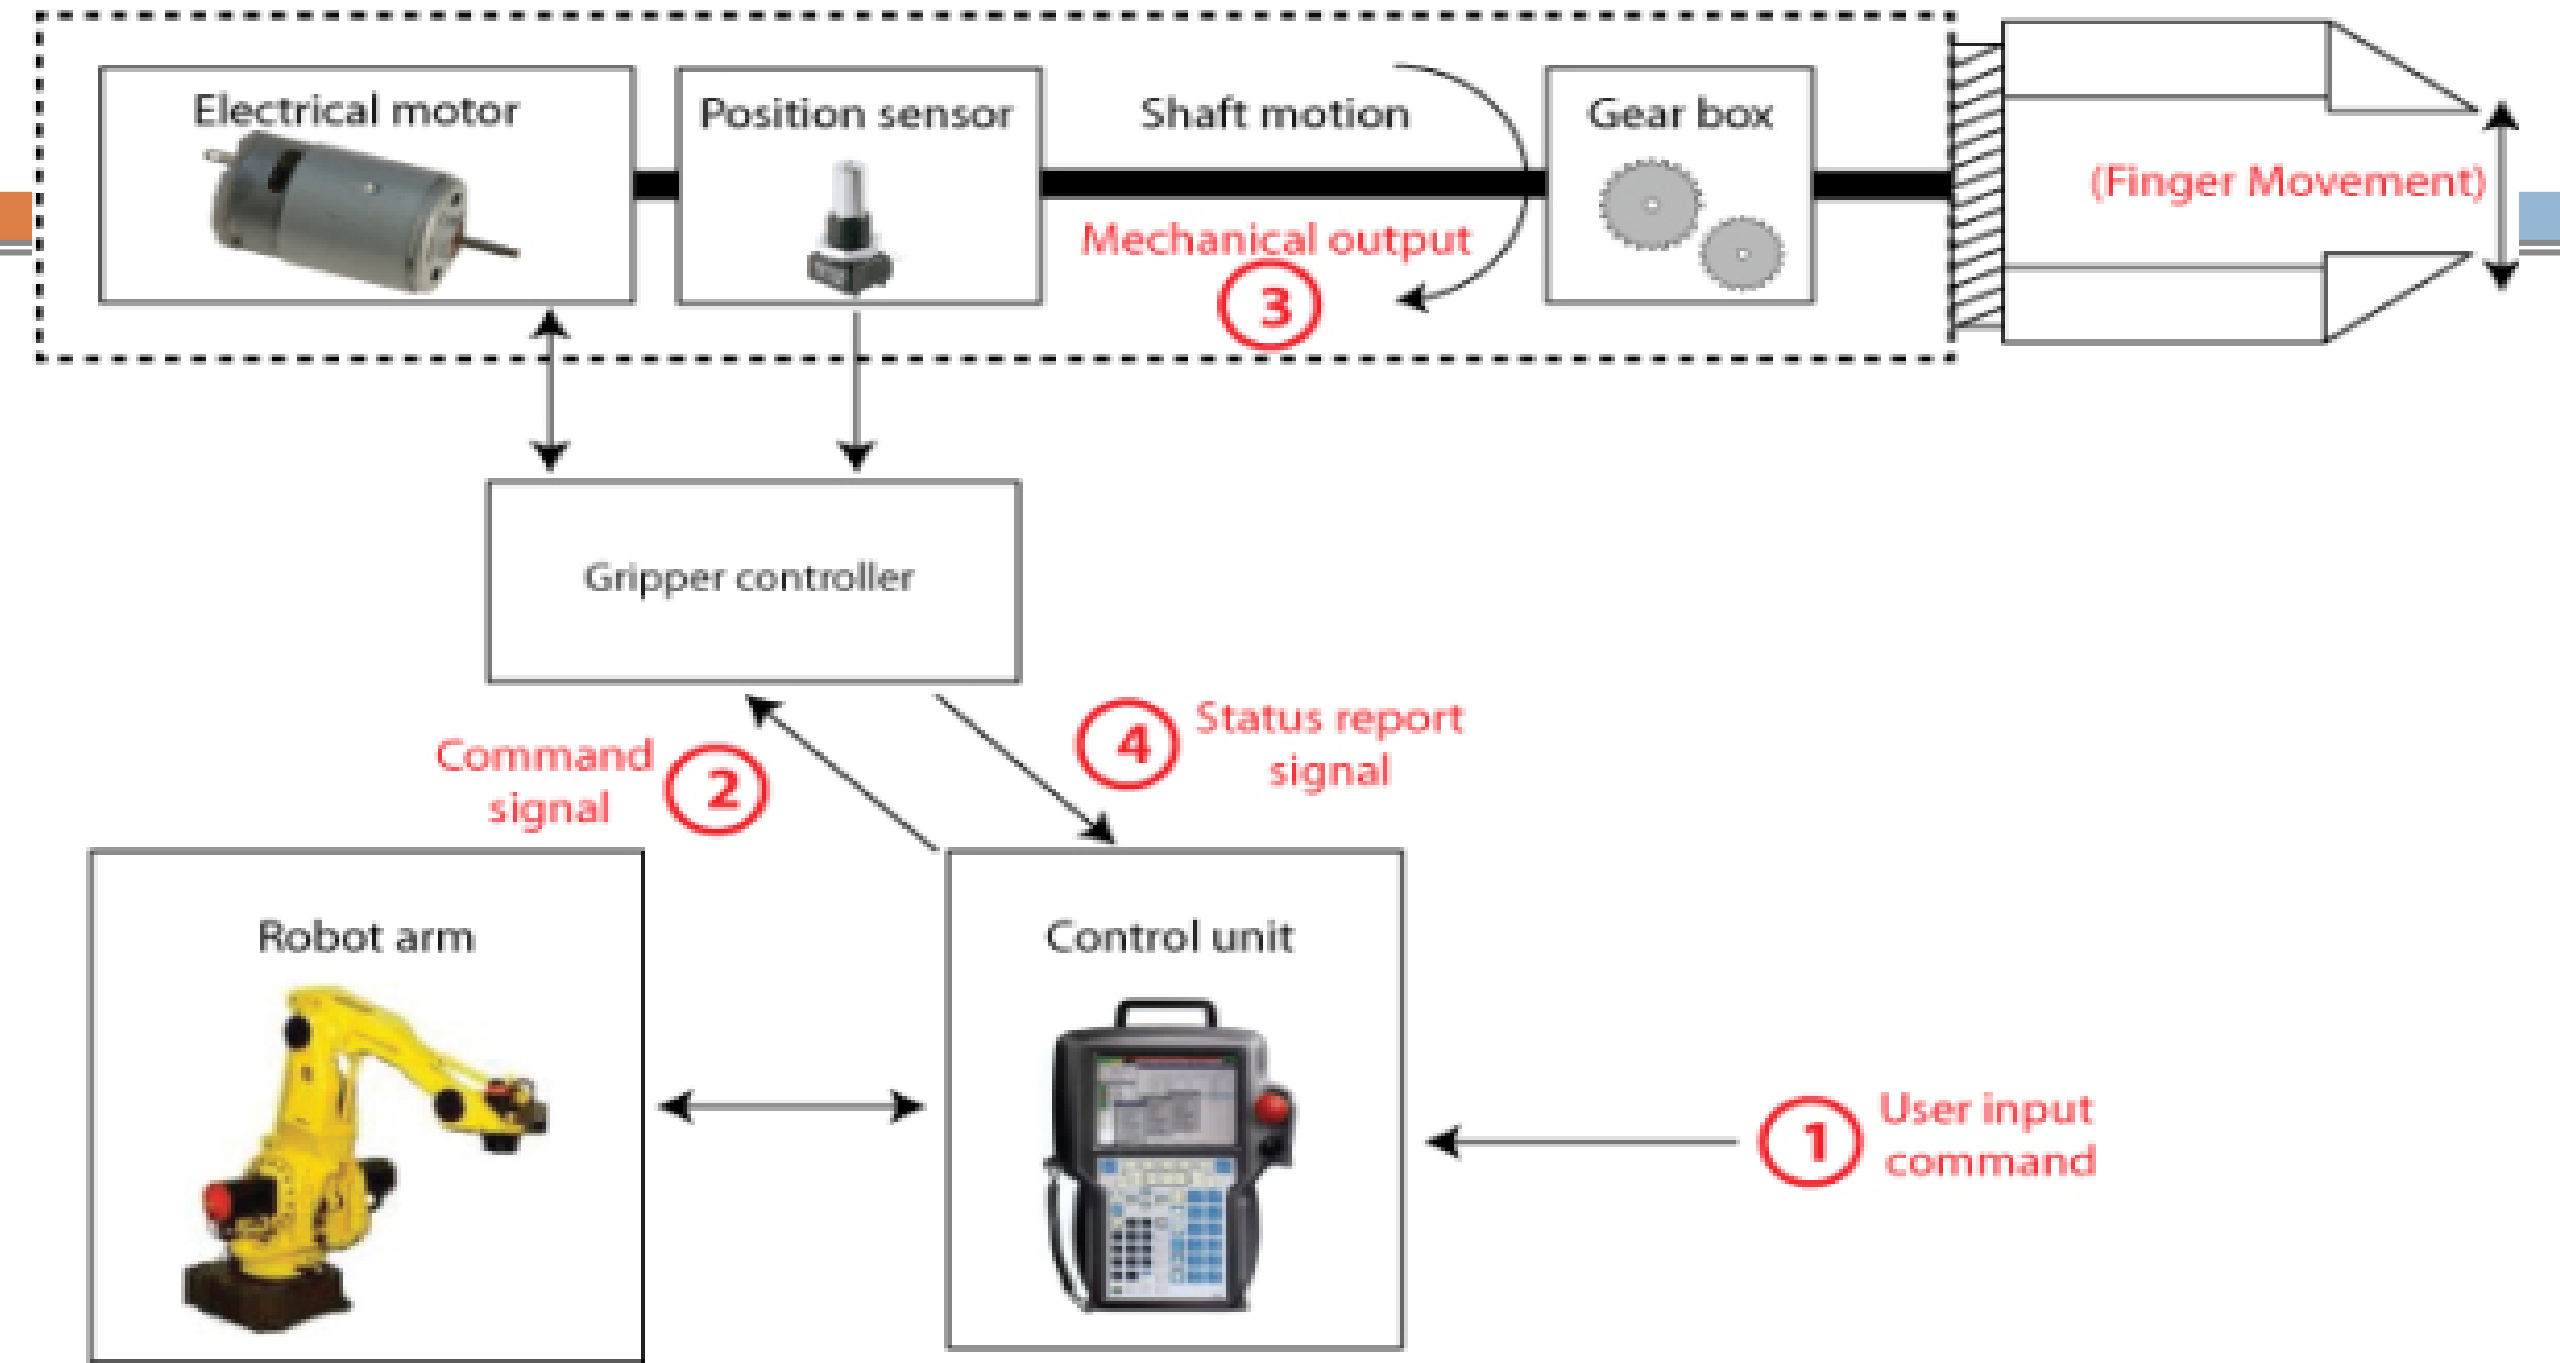 Electrical motor
Position sensor
Shaft motion
Gear box
(Finger Movement)
Mechanical output
3
Gripper controller
Command
signal
2
4
Status report
signal
Robot arm
Control unit
1
User input
command